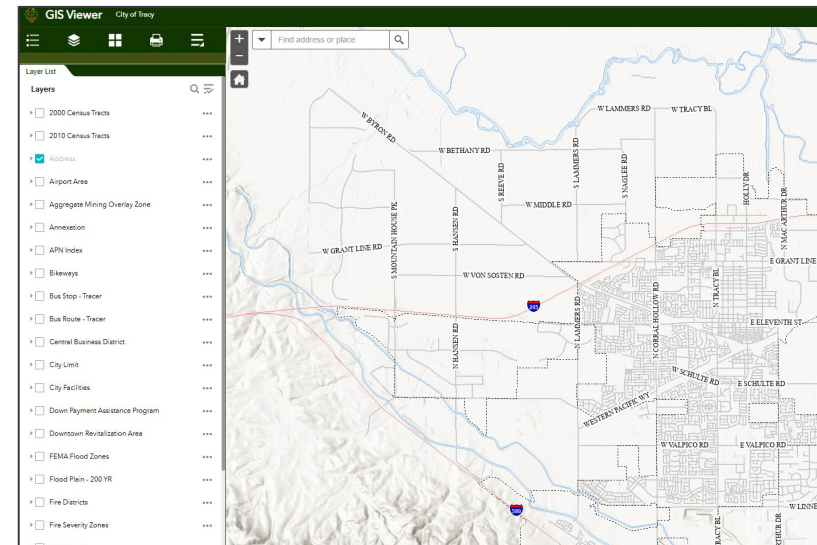 GIS Viewer City of Tracy
Find address or place
Layer List
Layers
2000 Census Tracts
2010 Census Tracts
Address
Airport Area
Aggregate Mining Overlay Zone
Annexation
APN Index
Bikeways
Bus Stop - Tracer
Bus Route - Tracer
Central Business District
City Limit
City Facilities
Down Payment Assistance Program
Downtown Revitalization Area
FEMA Flood Zones
Flood Plain - 200 YR
Fire Districts
Fire Severity Zones
W LAMMERS RD
W TRACY BL
W BYRON RD
W BETHANY RD
S REEVE RD
S LAMMERS RD
S NAGLEE RD
HOLLY DR
N MAC ARTHUR DR
W MIDDLE RD
S MOUNTAIN HOUSE PK
S HANSEN RD
W GRANT LINE RD
E GRANT LINE
W VON SOSTEN RD
N TRACY BL
205
N LAMMERS RD
N CORRAL HOLLOW RD
E ELEVENTH ST
N HANSEN RD
W SCHULTE RD
E SCHULTE RD
WESTERN PACIFIC WY
W VALPICO RD
E VALPICO RD
580
W LINNE
RACY BL
THUR DR